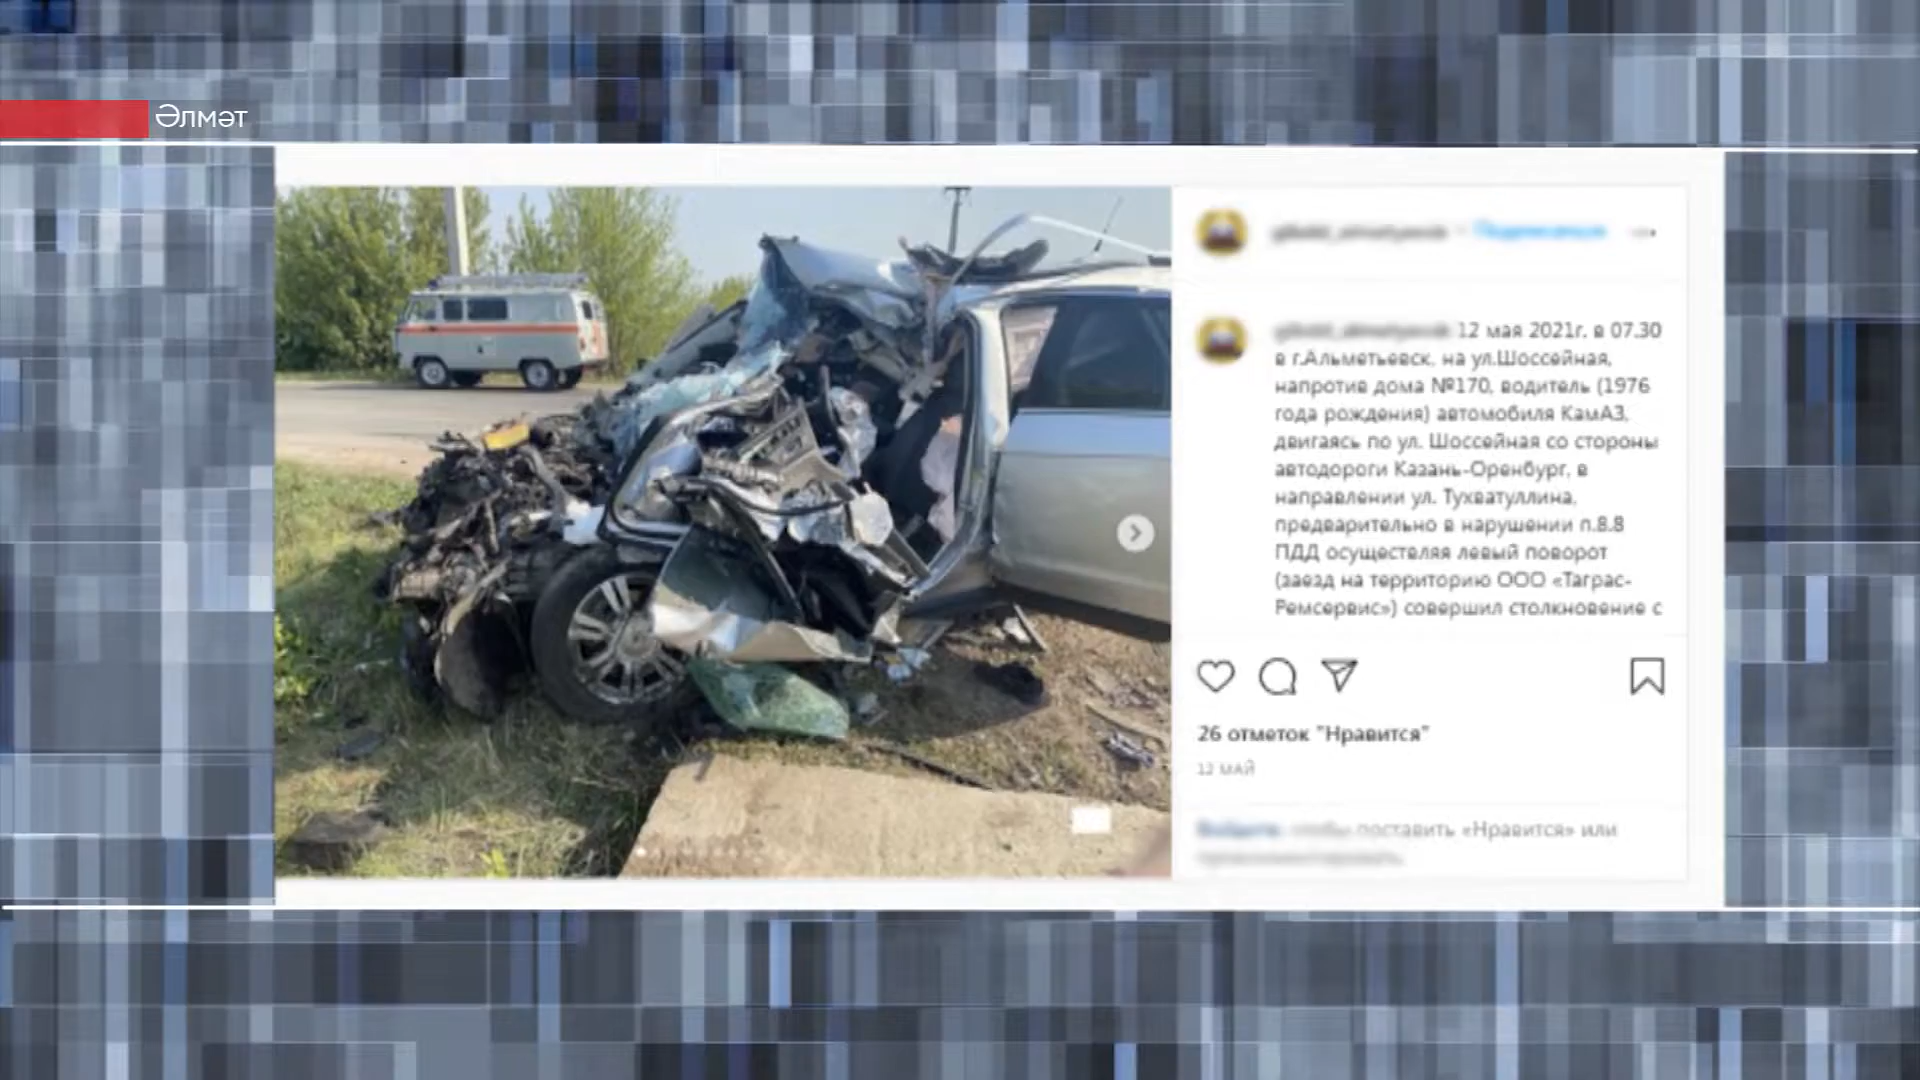 Әлмәт
12 мая 2021г. в 07.30
в г.Альметьевск, на ул.Шоссейная,
напротив дома №170, водитель (1976
года рождения) автомобиля КамАЗ,
двигаясь по ул. Шоссейная со стороны
автодороги Казань-Оренбург, в
направлении ул. Тухватуллина,
предварительно в нарушении п.8.8
ПДД осуществляя левый поворот
(заезд на территорию ООО «Таграс-
Ремсервис») совершил столкновение с
26 отметок "Нравится"
12 МАЙ
чтобы поставить «Нравится» или